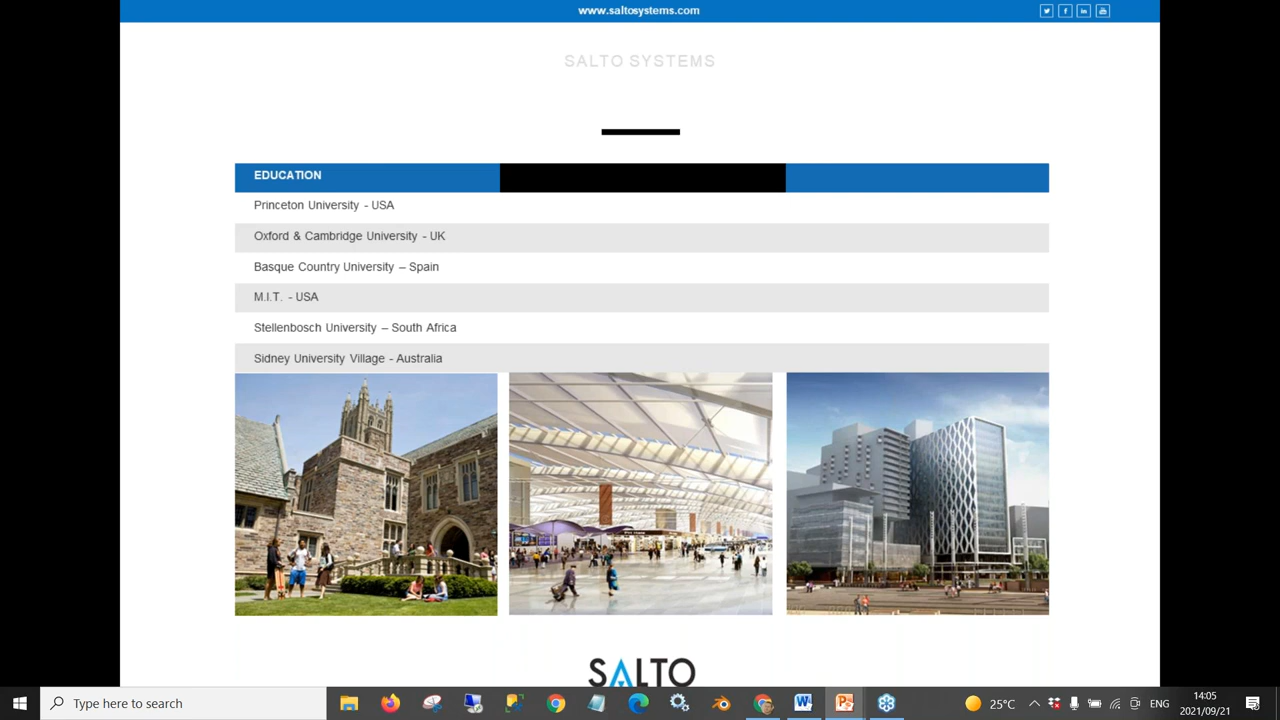 www.saltosystems.com
SALTO SYSTEMS
EDUCATION
Princeton University - USA
Oxford & Cambridge University - UK
Basque Country University – Spain
M.I.T. - USA
Stellenbosch University – South Africa
Sidney University Village - Australia
SALTO
Type here to search
25°C
ENG
14:05
2021/09/21